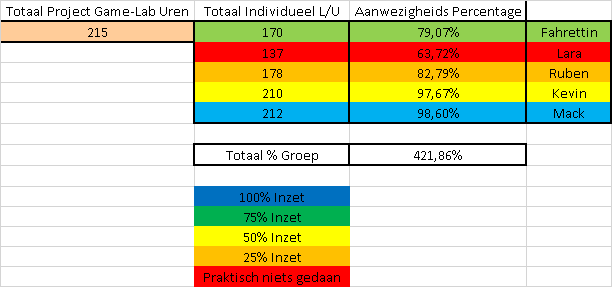 Totaal Project Game-Lab Uren Totaal Individueel L/U Aanwezigheids Percentage
215 170 79,07% Fahrettin
137 63,72% Lara
178 82,79% Ruben
210 97,67% Kevin
212 98,60% Mack
Totaal % Groep 421,86%
100% Inzet
75% Inzet
50% Inzet
25% Inzet
Praktisch niets gedaan